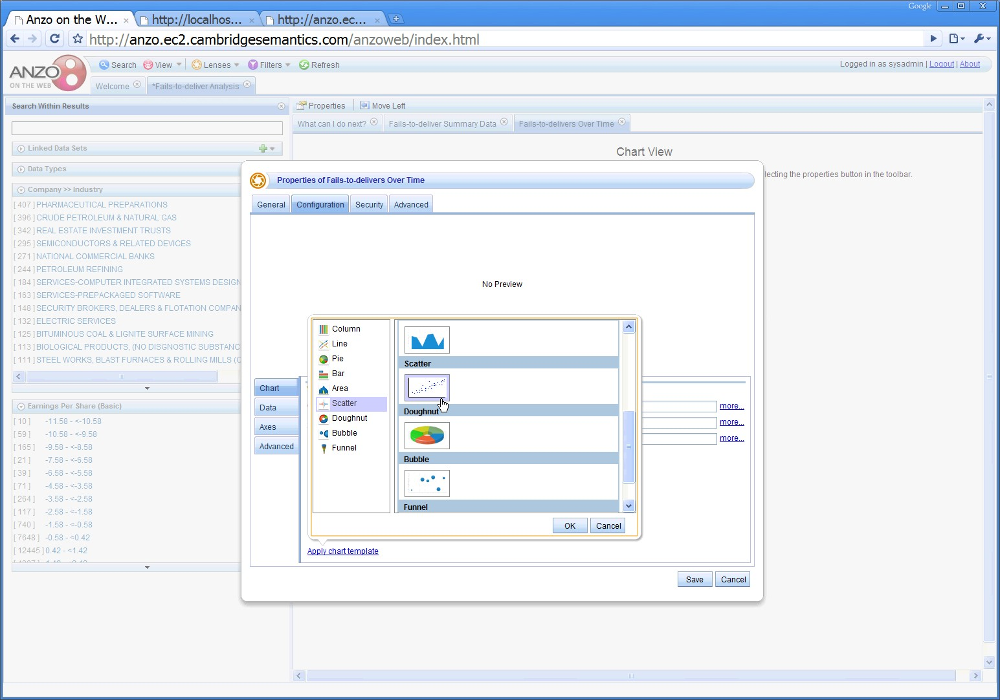 Google
Anzo on the W...
http://localhos...
http://anzo.ec...
http://anzo.ec2.cambridgesemantics.com/anzoweb/index.html
ANZO
ON THE WEB
Search View Lenses Filters Refresh
Logged in as sysadmin | Logout | About
Welcome
*Fails-to-deliver Analysis
Search Within Results
Linked Data Sets
Data Types
Company >> Industry
[ 407 ] PHARMACEUTICAL PREPARATIONS
[ 396 ] CRUDE PETROLEUM & NATURAL GAS
[ 342 ] REAL ESTATE INVESTMENT TRUSTS
[ 295 ] SEMICONDUCTORS & RELATED DEVICES
[ 271 ] NATIONAL COMMERCIAL BANKS
[ 244 ] PETROLEUM REFINING
[ 184 ] SERVICES-COMPUTER INTEGRATED SYSTEMS DESIGN
[ 163 ] SERVICES-PREPACKAGED SOFTWARE
[ 148 ] SECURITY BROKERS, DEALERS & FLOTATION COMPAN
[ 132 ] ELECTRIC SERVICES
[ 125 ] BITUMINOUS COAL & LIGNITE SURFACE MINING
[ 113 ] BIOLOGICAL PRODUCTS, (NO DISGNOSTIC SUBSTANC
[ 111 ] STEEL WORKS, BLAST FURNACES & ROLLING MILLS (C
Earnings Per Share (Basic)
[ 10 ] -11.58 - <-10.58
[ 59 ] -10.58 - <-9.58
[ 165 ] -9.58 - <-8.58
[ 21 ] -7.58 - <-6.58
[ 39 ] -6.58 - <-5.58
[ 71 ] -4.58 - <-3.58
[ 264 ] -3.58 - <-2.58
[ 117 ] -2.58 - <-1.58
[ 740 ] -1.58 - <-0.58
[ 7648 ] -0.58 - <0.42
[ 12445 ] 0.42 - <1.42
Properties Move Left
What can I do next?
Fails-to-deliver Summary Data
Fails-to-delivers Over Time
Chart View
lecting the properties button in the toolbar.
Properties of Fails-to-delivers Over Time
General Configuration Security Advanced
No Preview
Chart
Data
Axes
Advanced
Column
Line
Pie
Bar
Area
Scatter
Doughnut
Bubble
Funnel
Scatter
Doughnut
Bubble
Funnel
OK Cancel
more...
more...
more...
Apply chart template
Save Cancel